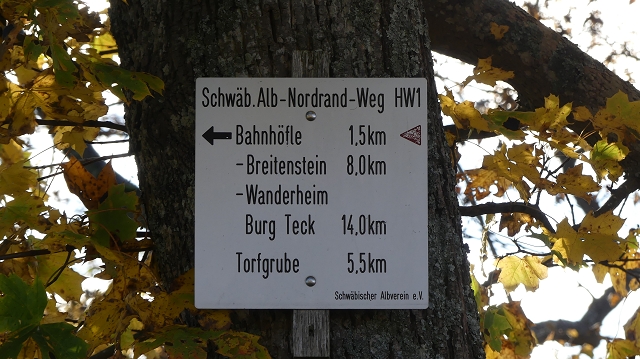 Schwäb.Alb-Nordrand-Weg HW1
Bahnhöfle 1,5km
-Breitenstein 8,0km
-Wanderheim
Burg Teck 14,0km
Torfgrube 5,5km
Schwäbischer Albverein e.V.